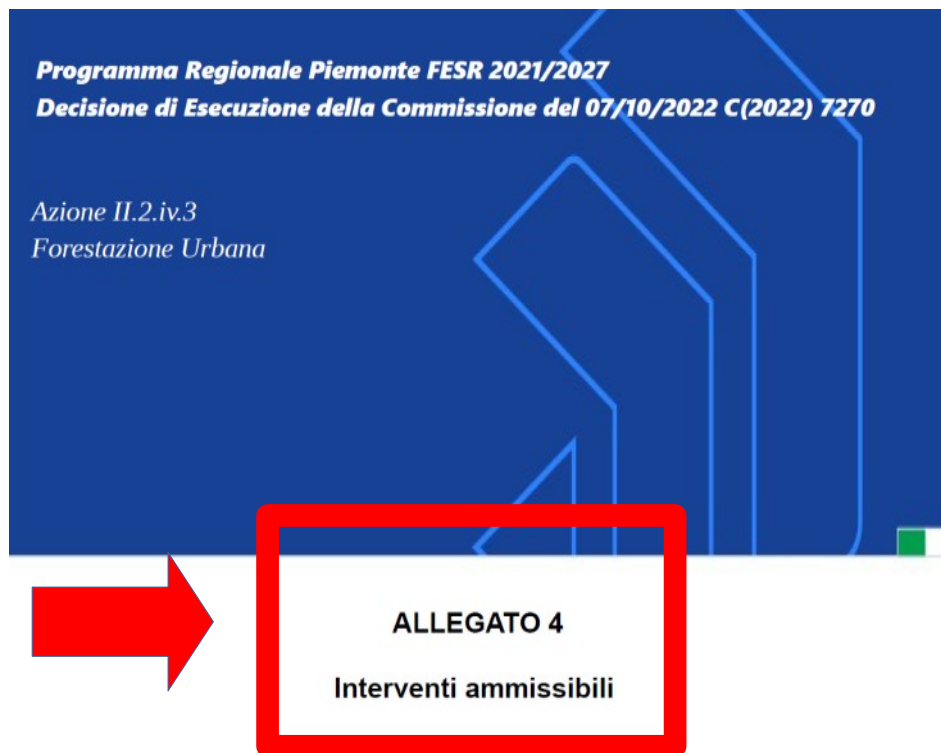 Programma Regionale Piemonte FESR 2021/2027
Decisione di Esecuzione della Commissione del 07/10/2022 C(2022) 7270
Azione II.2.iv.3
Forestazione Urbana
ALLEGATO 4
Interventi ammissibili